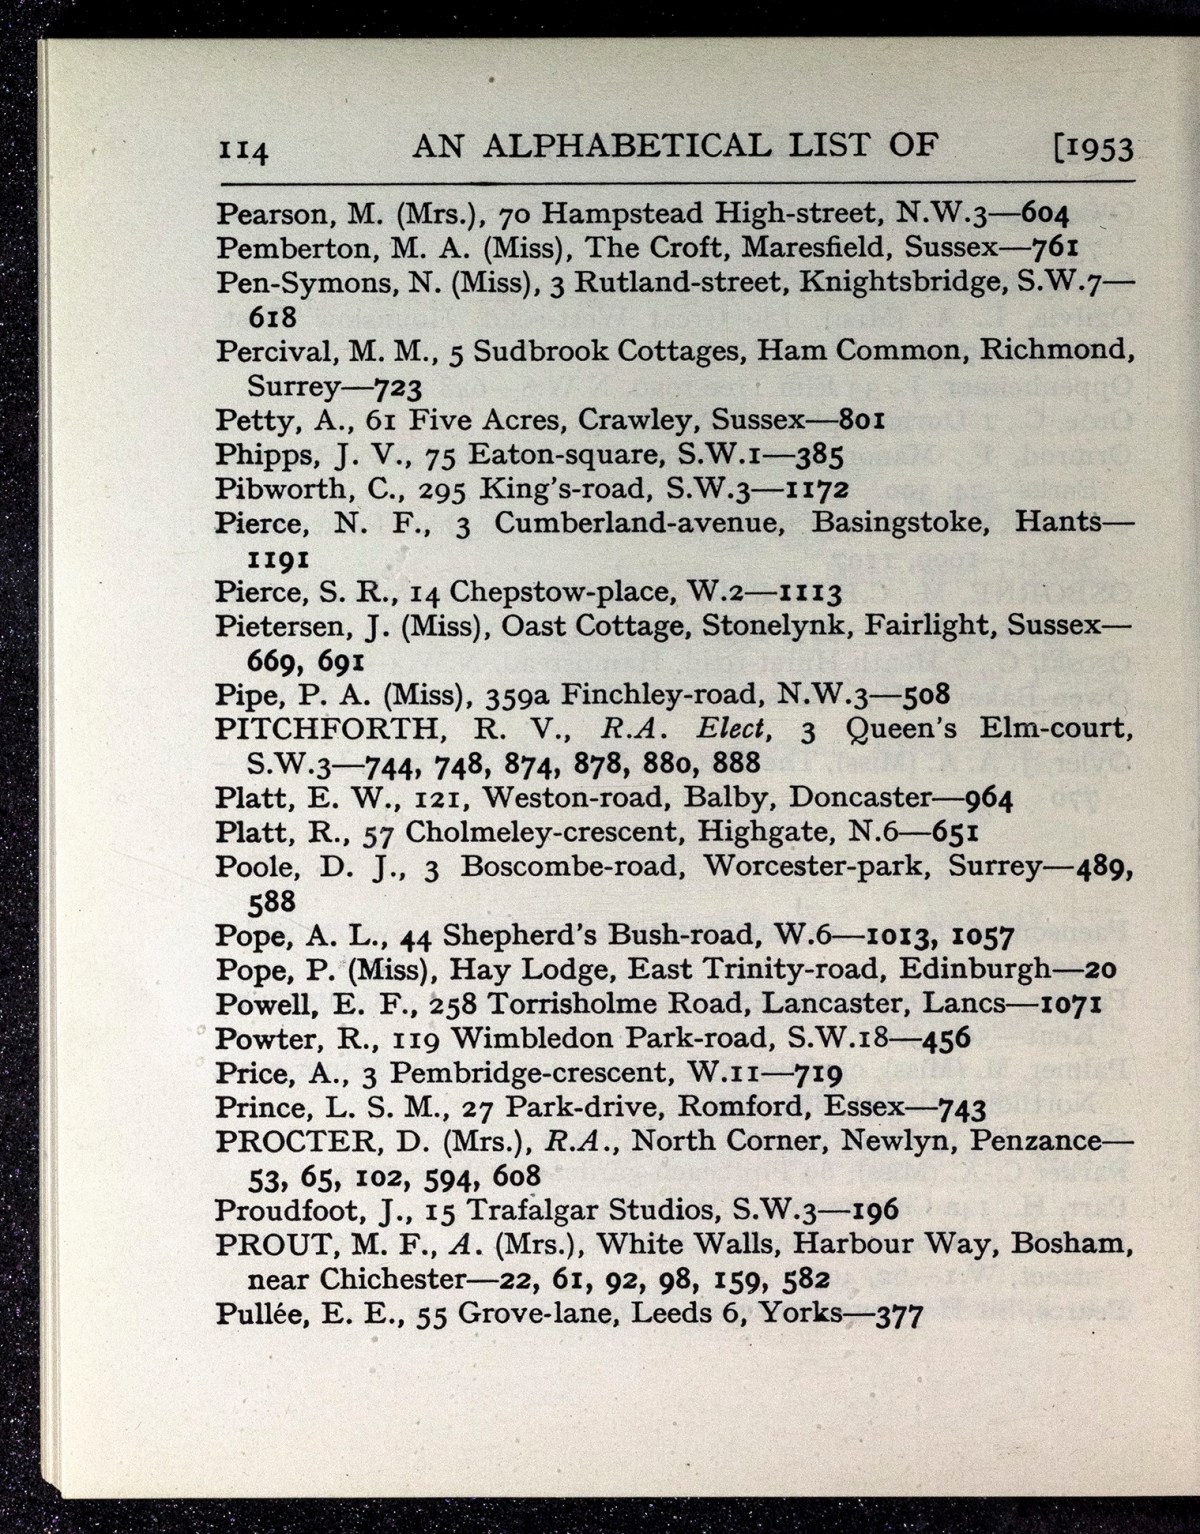 114 AN ALPHABETICAL LIST OF [1953
Pearson, M. (Mrs.), 70 Hampstead High-street, N.W.3—604
Pemberton, M. A. (Miss), The Croft, Maresfield, Sussex—761
Pen-Symons, N. (Miss), 3 Rutland-street, Knightsbridge, S.W.7—
618
Percival, M. M., 5 Sudbrook Cottages, Ham Common, Richmond,
Surrey—723
Petty, A., 61 Five Acres, Crawley, Sussex—801
Phipps, J. V., 75 Eaton-square, S.W.1—385
Pibworth, C., 295 King's-road, S.W.3—1172
Pierce, N. F., 3 Cumberland-avenue, Basingstoke, Hants—
1191
Pierce, S. R., 14 Chepstow-place, W.2—1113
Pietersen, J. (Miss), Oast Cottage, Stonelynk, Fairlight, Sussex—
669, 691
Pipe, P. A. (Miss), 359a Finchley-road, N.W.3—508
PITCHFORTH, R. V., R.A. Elect, 3 Queen's Elm-court,
S.W.3—744, 748, 874, 878, 880, 888
Platt, E. W., 121, Weston-road, Balby, Doncaster—964
Platt, R., 57 Cholmeley-crescent, Highgate, N.6—651
Poole, D. J., 3 Boscombe-road, Worcester-park, Surrey—489,
588
Pope, A. L., 44 Shepherd's Bush-road, W.6—1013, 1057
Pope, P. (Miss), Hay Lodge, East Trinity-road, Edinburgh—20
Powell, E. F., 258 Torrisholme Road, Lancaster, Lancs—1071
Powter, R., 119 Wimbledon Park-road, S.W.18—456
Price, A., 3 Pembridge-crescent, W.11—719
Prince, L. S. M., 27 Park-drive, Romford, Essex—743
PROCTER, D. (Mrs.), R.A., North Corner, Newlyn, Penzance—
53, 65, 102, 594, 608
Proudfoot, J., 15 Trafalgar Studios, S.W.3—196
PROUT, M. F., A. (Mrs.), White Walls, Harbour Way, Bosham,
near Chichester—22, 61, 92, 98, 159, 582
Pullée, E. E., 55 Grove-lane, Leeds 6, Yorks—377